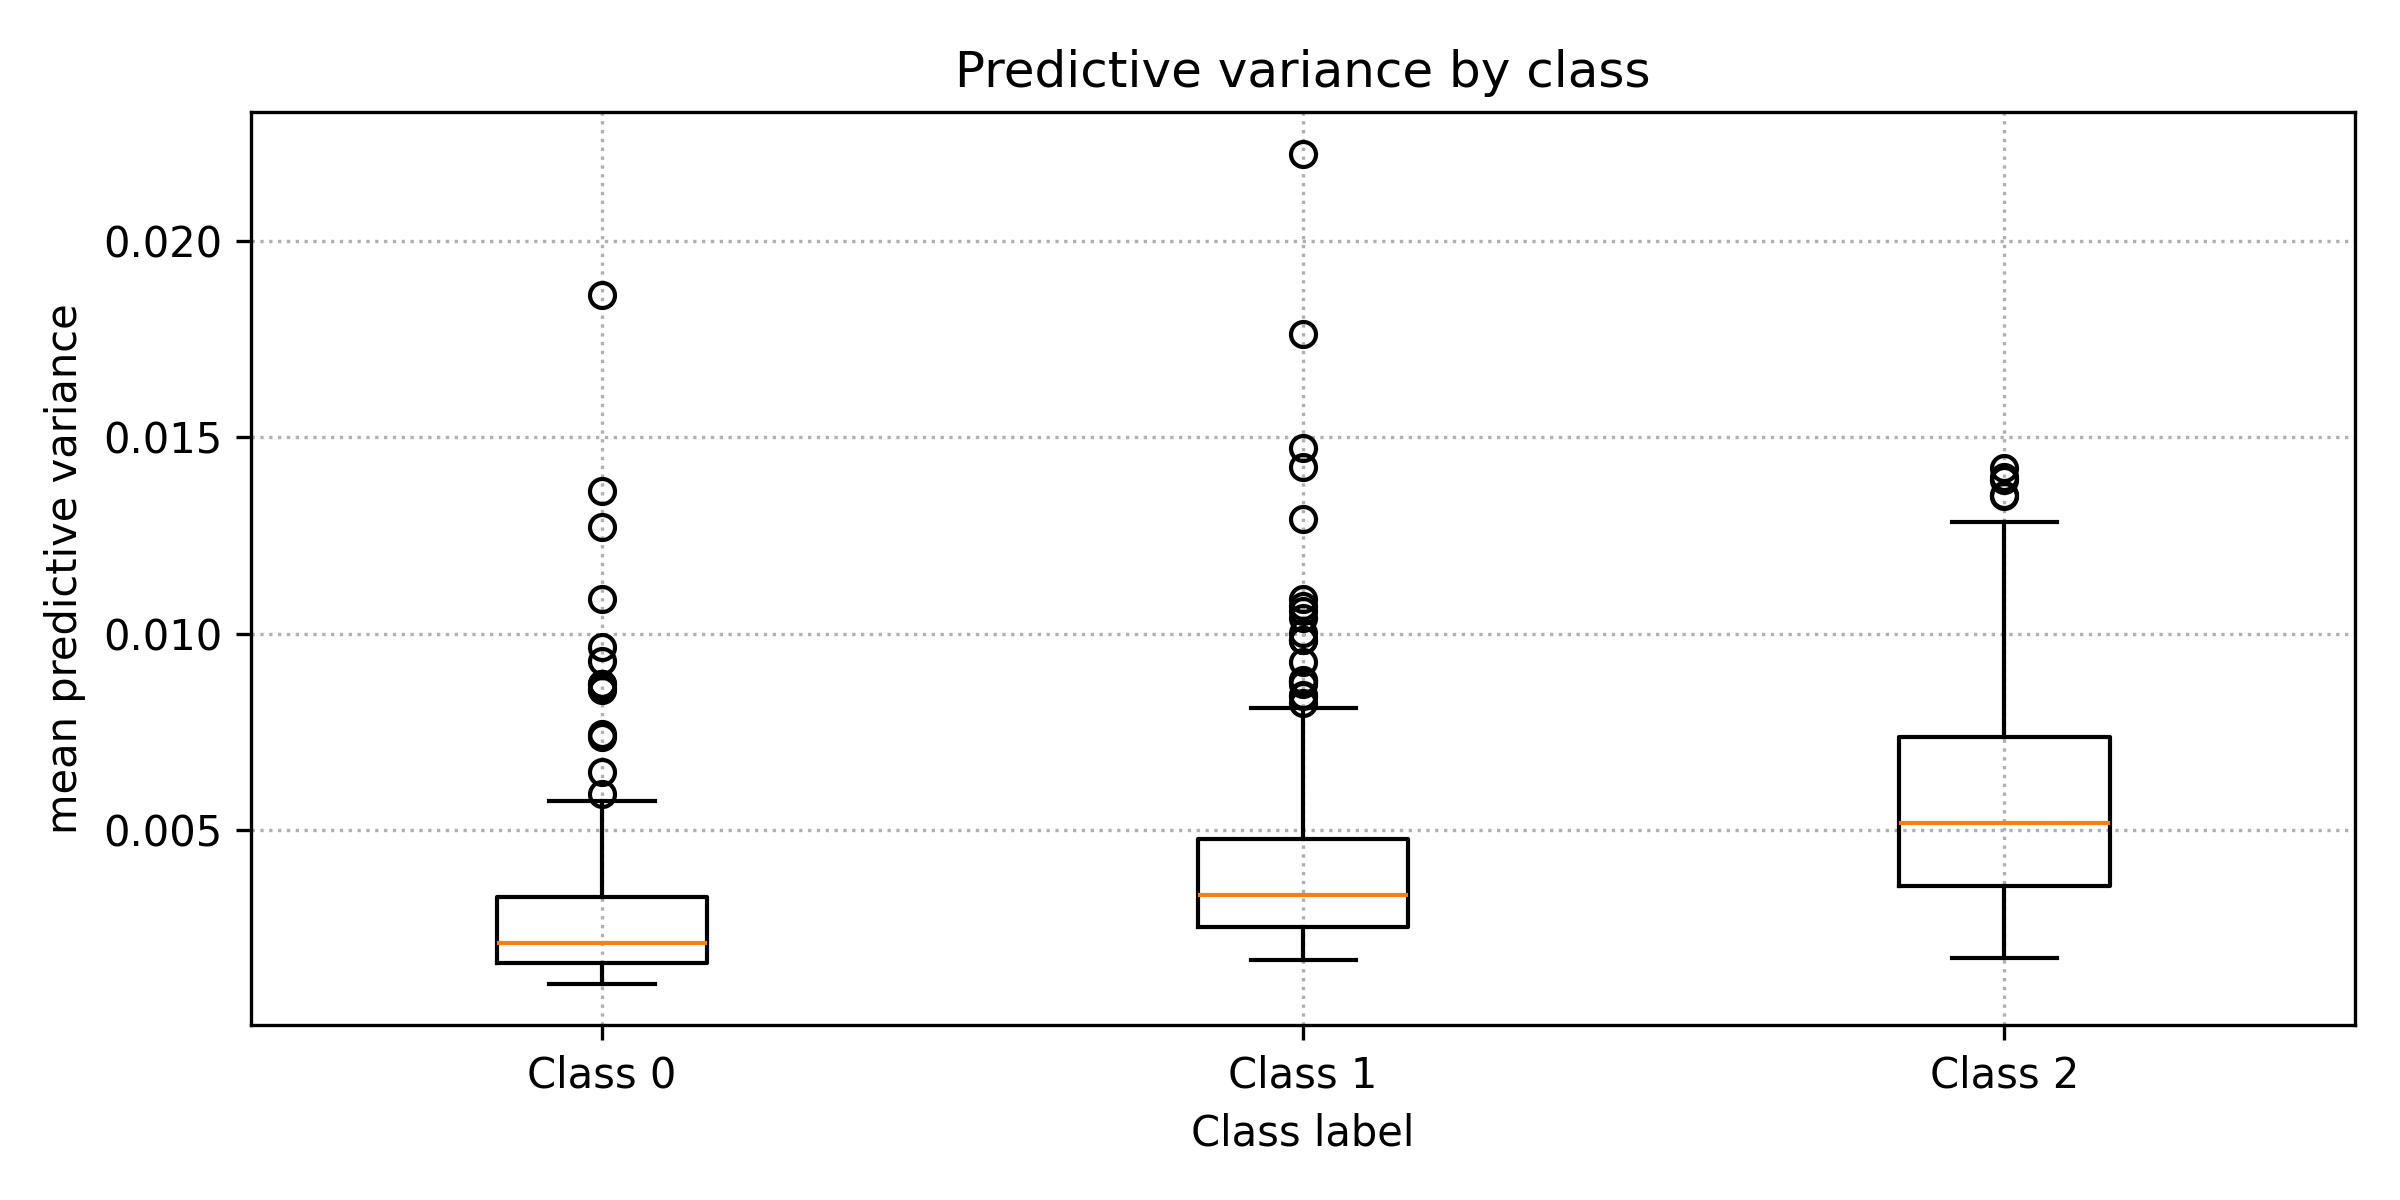 Predictive variance by class
mean predictive variance
0.020
0.015
0.010
0.005
Class 0
Class 1
Class 2
Class label